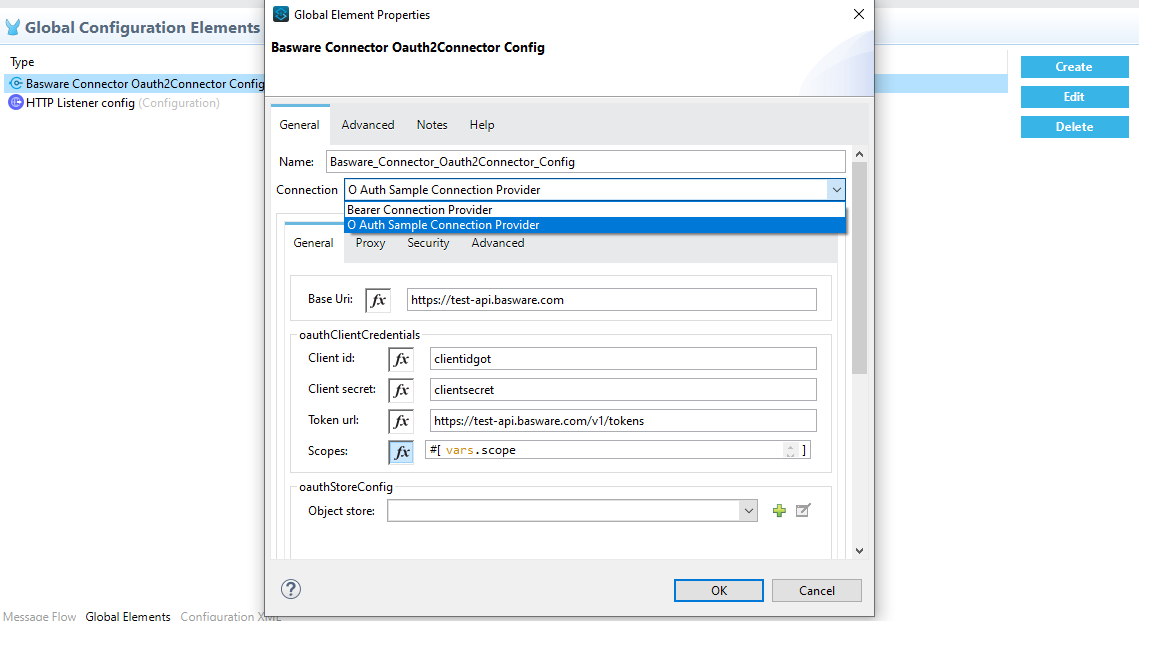 Global Configuration Elements
Type
Basware Connector Oauth2Connector Config
HTTP Listener config (Configuration)
Create
Edit
Delete
Global Element Properties
Basware Connector Oauth2Connector Config
General Advanced Notes Help
Name: Basware_Connector_Oauth2Connector_Config
Connection O Auth Sample Connection Provider
Bearer Connection Provider
O Auth Sample Connection Provider
General Proxy Security Advanced
Base Uri: fx https://test-api.basware.com
oauthClientCredentials
Client id: fx clientidgot
Client secret: fx clientsecret
Token url: fx https://test-api.basware.com/v1/tokens
Scopes: fx #[ vars.scope ]
oauthStoreConfig
Object store:
? OK Cancel
Message Flow Global Elements Configuration XML